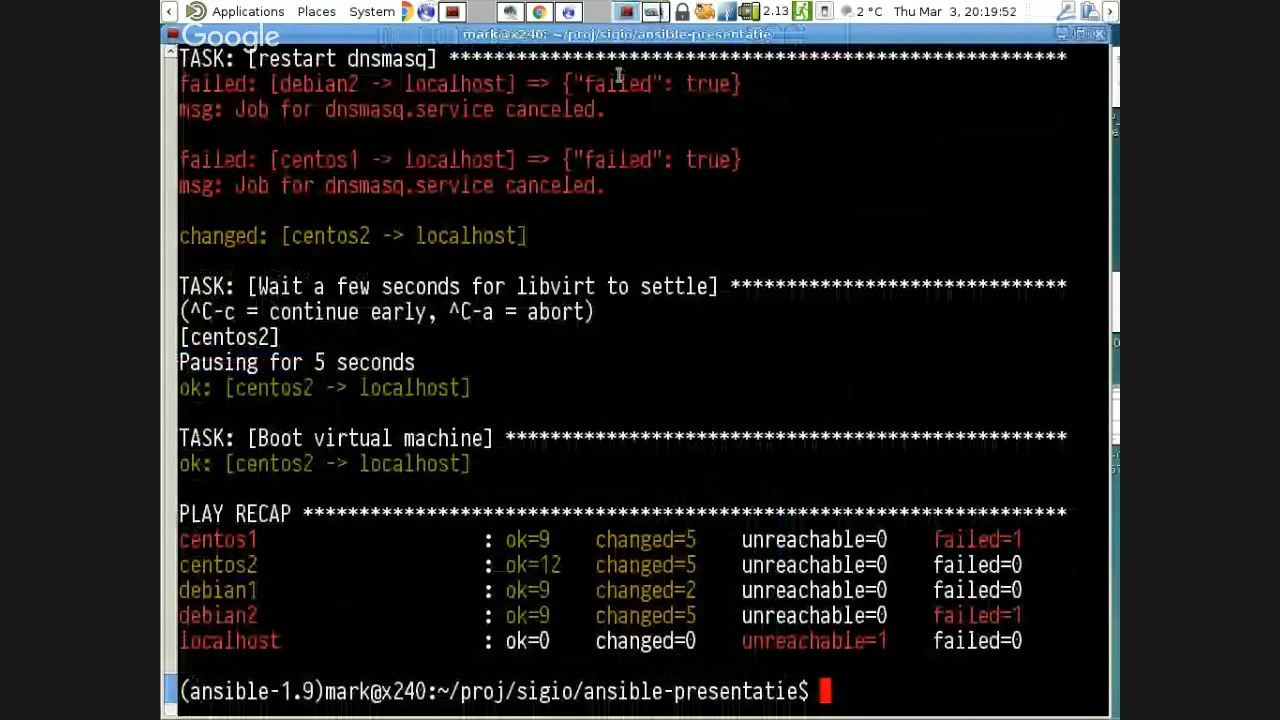 Applications Places System 2.13 2 °C Thu Mar 3, 20:19:52
Google
mark@x240: ~/proj/sigio/ansible-presentatie
TASK: [restart dnsmasq] *******************************************************
failed: [debian2 -> localhost] => {"failed": true}
msg: Job for dnsmasq.service canceled.
failed: [centos1 -> localhost] => {"failed": true}
msg: Job for dnsmasq.service canceled.
changed: [centos2 -> localhost]
TASK: [Wait a few seconds for libvirt to settle] ******************************
(^C-c = continue early, ^C-a = abort)
[centos2]
Pausing for 5 seconds
ok: [centos2 -> localhost]
TASK: [Boot virtual machine] **************************************************
ok: [centos2 -> localhost]
PLAY RECAP ********************************************************************
centos1 : ok=9 changed=5 unreachable=0 failed=1
centos2 : ok=12 changed=5 unreachable=0 failed=0
debian1 : ok=9 changed=2 unreachable=0 failed=0
debian2 : ok=9 changed=5 unreachable=0 failed=1
localhost : ok=0 changed=0 unreachable=1 failed=0
(ansible-1.9)mark@x240:~/proj/sigio/ansible-presentatie$